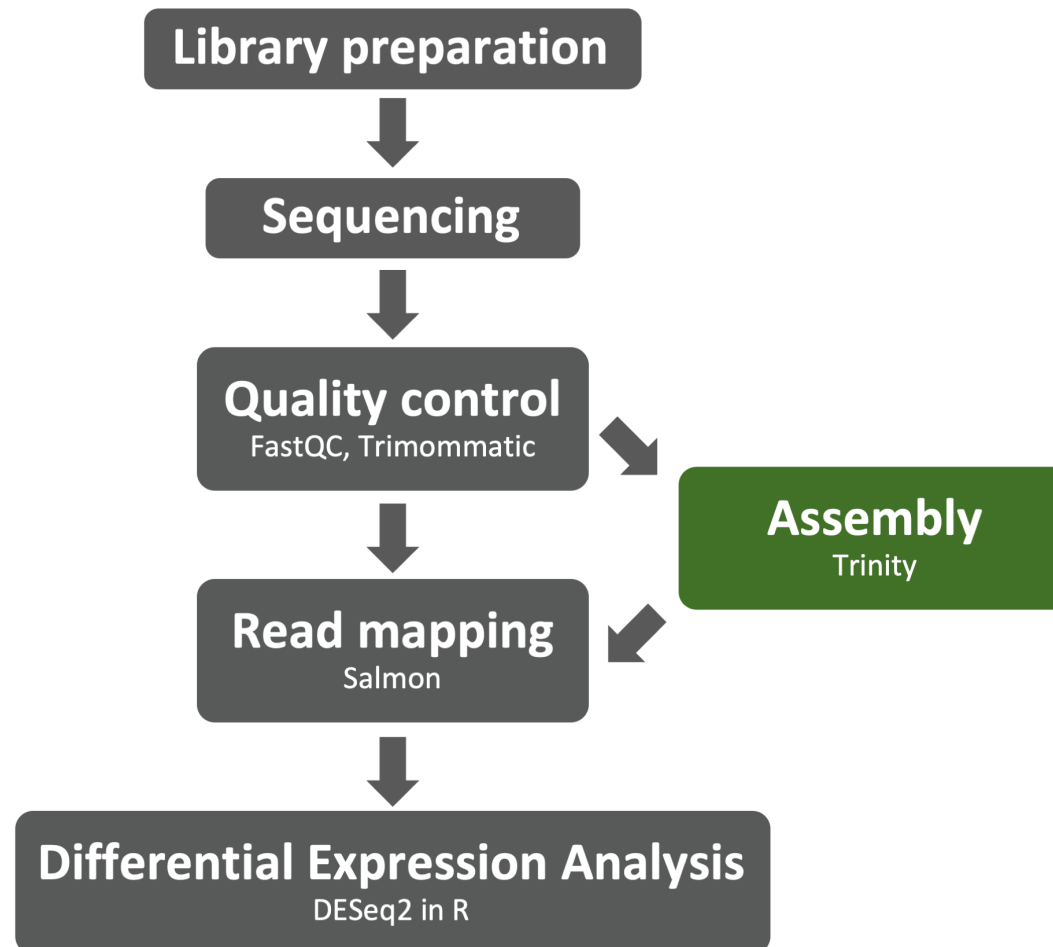 Library preparation
Sequencing
Quality control
FastQC, Trimommatic
Assembly
Trinity
Read mapping
Salmon
Differential Expression Analysis
DESeq2 in R